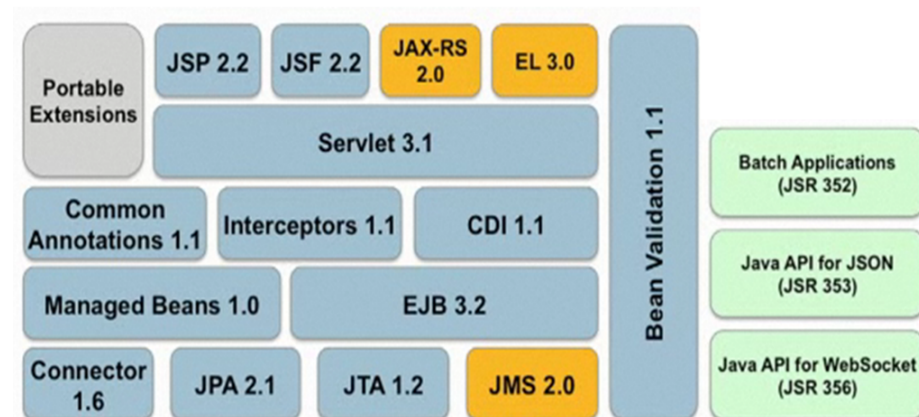 Portable
Extensions
JSP 2.2
JSF 2.2
JAX-RS
2.0
EL 3.0
Servlet 3.1
Common
Annotations 1.1
Interceptors 1.1
CDI 1.1
Managed Beans 1.0
EJB 3.2
Connector
1.6
JPA 2.1
JTA 1.2
JMS 2.0
Bean Validation 1.1
Batch Applications
(JSR 352)
Java API for JSON
(JSR 353)
Java API for WebSocket
(JSR 356)